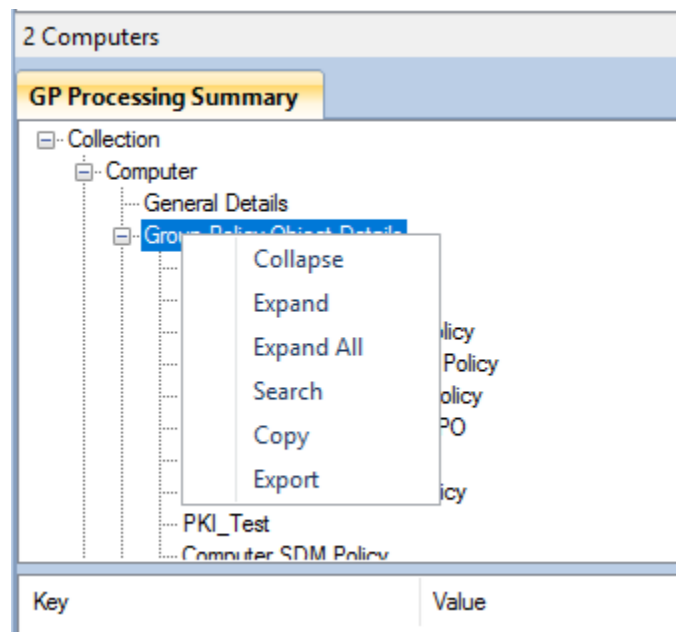 2 Computers
GP Processing Summary
Collection
Computer
General Details
Group Policy Object Details
Collapse
Expand
olicy
Expand All
Policy
Search
olicy
Copy
PO
Export
icy
PKI_Test
Computer SDM Policy
Key Value